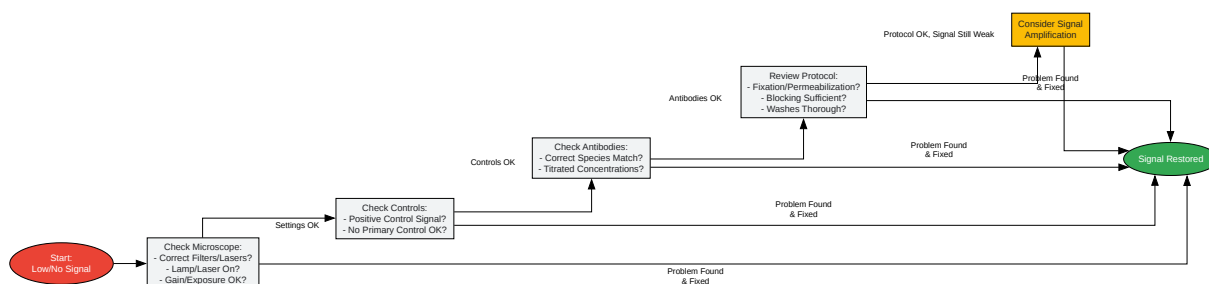 Start:
Low/No Signal
Check Microscope:
- Correct Filters/Lasers?
- Lamp/Laser On?
- Gain/Exposure OK?
Settings OK
Check Controls:
- Positive Control Signal?
- No Primary Control OK?
Controls OK
Check Antibodies:
- Correct Species Match?
- Titrated Concentrations?
Antibodies OK
Review Protocol:
- Fixation/Permeabilization?
- Blocking Sufficient?
- Washes Thorough?
Protocol OK, Signal Still Weak
Consider Signal
Amplification
Problem Found
& Fixed
Problem Found
& Fixed
Problem Found
& Fixed
Problem Found
& Fixed
Signal Restored